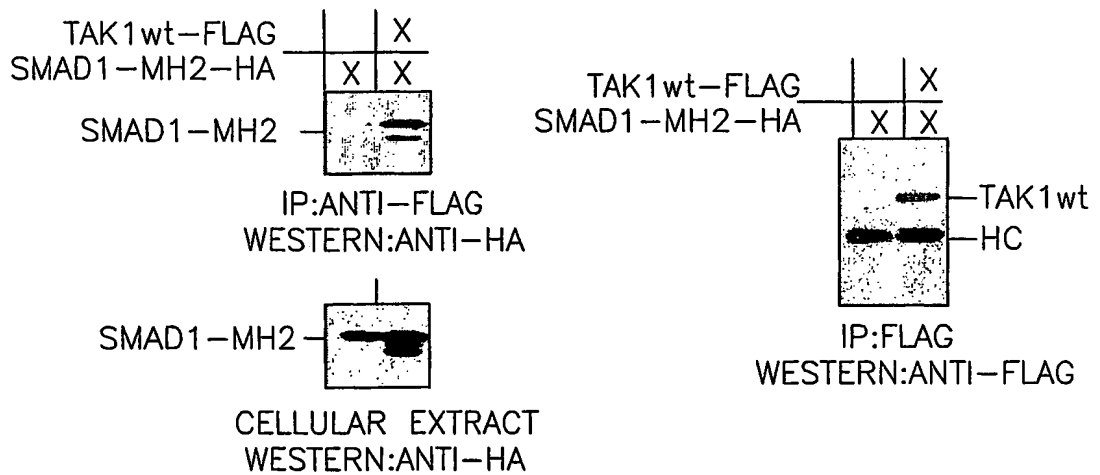 TAK1wt-FLAG X
SMAD1-MH2-HA X X
SMAD1-MH2
IP:ANTI-FLAG
WESTERN:ANTI-HA
SMAD1-MH2
CELLULAR EXTRACT
WESTERN:ANTI-HA
TAK1wt-FLAG X
SMAD1-MH2-HA X X
TAK1wt
HC
IP:FLAG
WESTERN:ANTI-FLAG